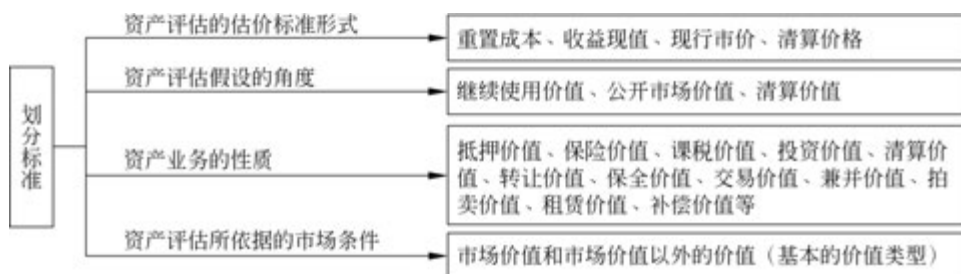 划分标准
资产评估的估价标准形式
重置成本、收益现值、现行市价、清算价格
资产评估假设的角度
继续使用价值、公开市场价值、清算价值
资产业务的性质
抵押价值、保险价值、课税价值、投资价值、清算价
值、转让价值、保全价值、交易价值、兼并价值、拍
卖价值、租赁价值、补偿价值等
资产评估所依据的市场条件
市场价值和市场价值以外的价值（基本的价值类型）